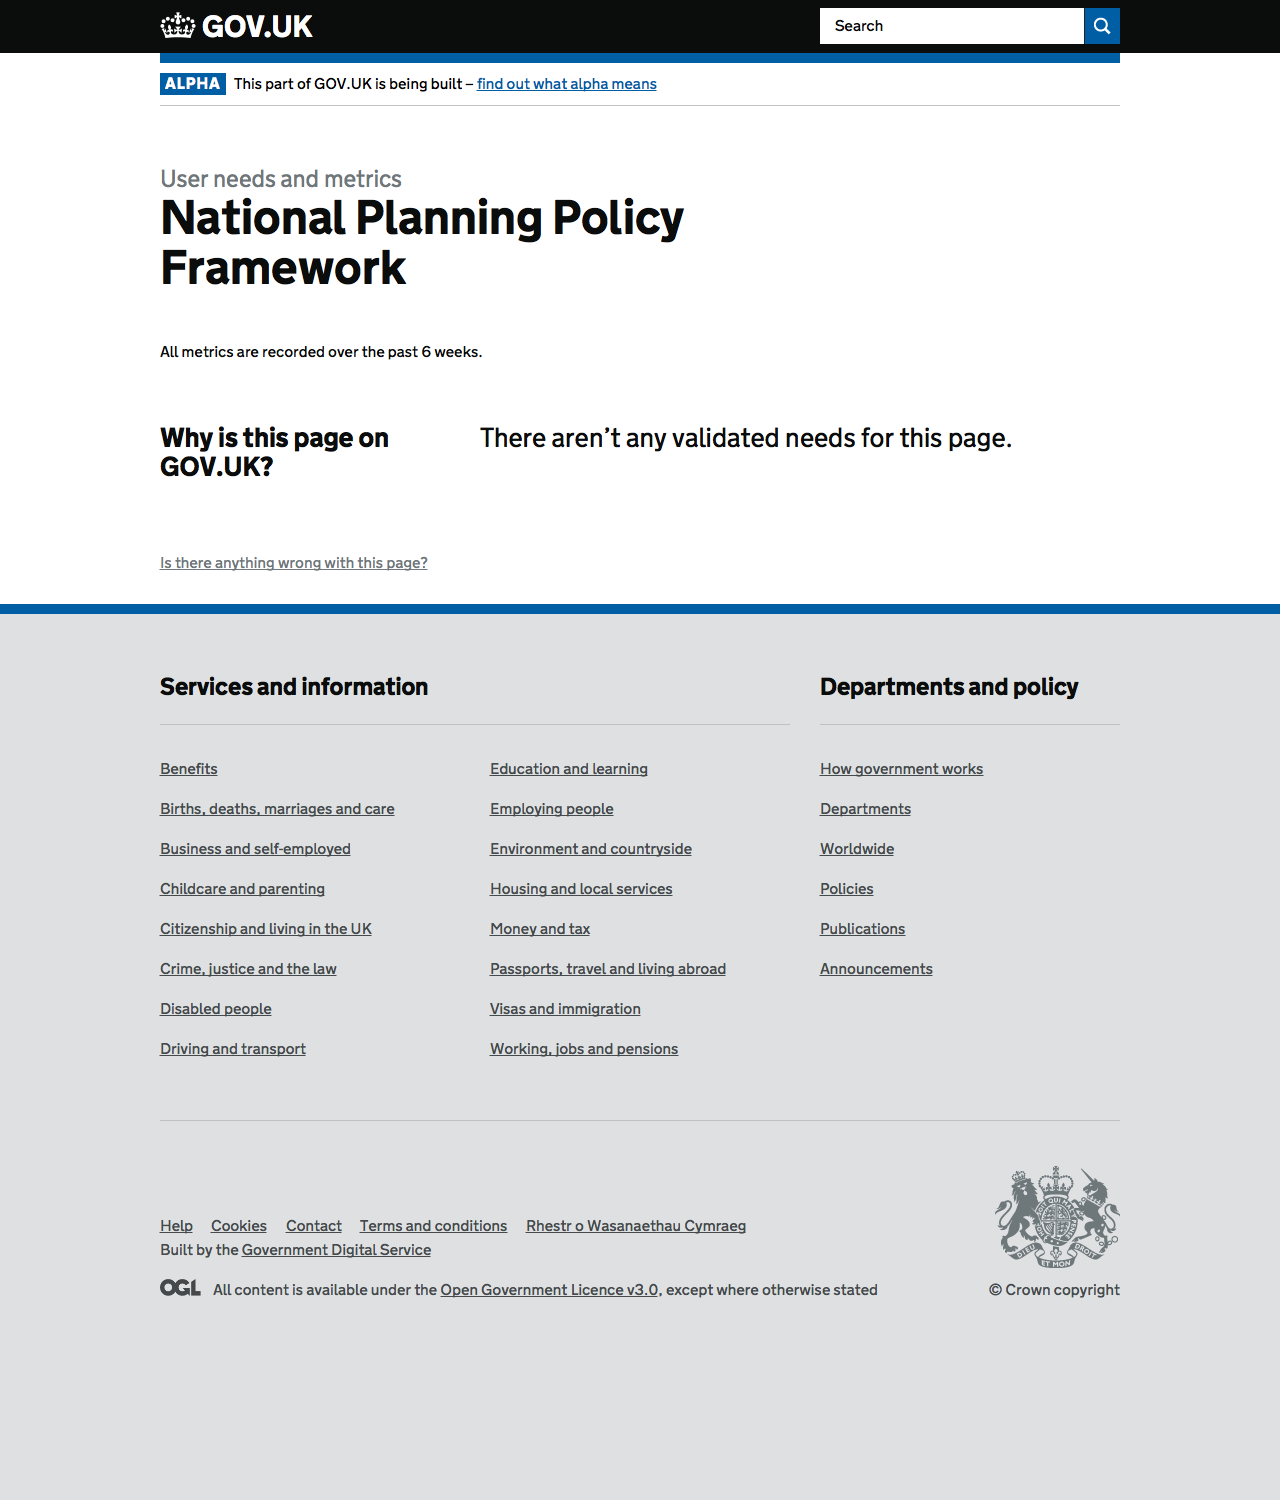 GOV.UK
Search
ALPHA This part of GOV.UK is being built – find out what alpha means
User needs and metrics
National Planning Policy
Framework
All metrics are recorded over the past 6 weeks.
Why is this page on
GOV.UK?
There aren’t any validated needs for this page.
Is there anything wrong with this page?
Services and information
Benefits
Births, deaths, marriages and care
Business and self-employed
Childcare and parenting
Citizenship and living in the UK
Crime, justice and the law
Disabled people
Driving and transport
Education and learning
Employing people
Environment and countryside
Housing and local services
Money and tax
Passports, travel and living abroad
Visas and immigration
Working, jobs and pensions
Departments and policy
How government works
Departments
Worldwide
Policies
Publications
Announcements
Help Cookies Contact Terms and conditions Rhestr o Wasanaethau Cymraeg
Built by the Government Digital Service
OGL All content is available under the Open Government Licence v3.0, except where otherwise stated
DIEU ET MON DROIT
© Crown copyright